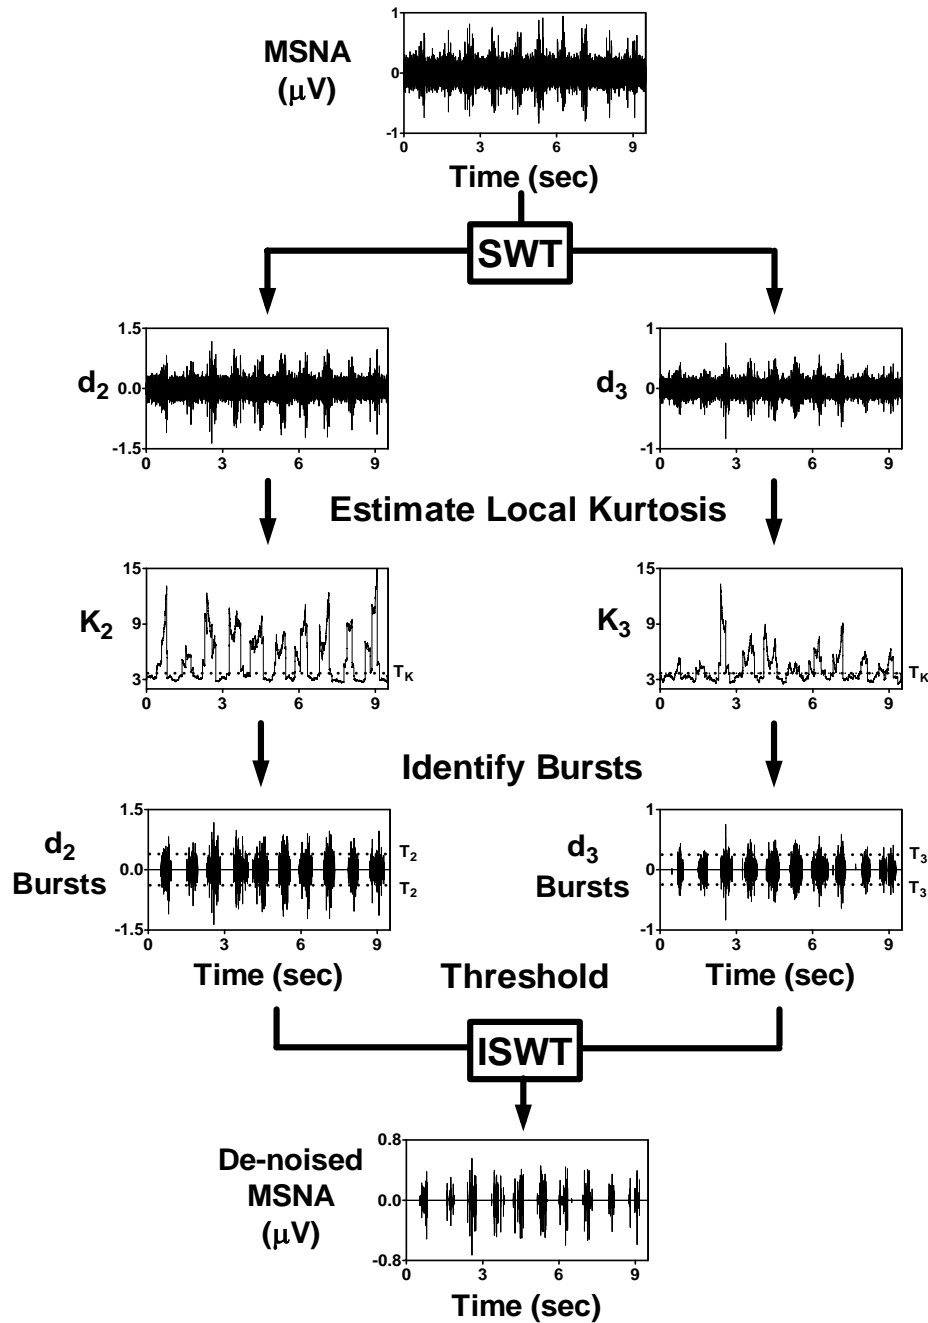 MSNA
(μV)
1
0
-1
0 3 6 9
Time (sec)
SWT
d2
1.5
0.0
-1.5
0 3 6 9
d3
1
0
-1
0 3 6 9
Estimate Local Kurtosis
K2
15
9
3
TK
0 3 6 9
K3
15
9
3
TK
0 3 6 9
Identify Bursts
d2
Bursts
1.5
0.0
-1.5
T2
T2
0 3 6 9
Time (sec)
d3
Bursts
1
0
-1
T3
T3
0 3 6 9
Time (sec)
Threshold
ISWT
De-noised
MSNA
(μV)
0.8
0.0
-0.8
0 3 6 9
Time (sec)